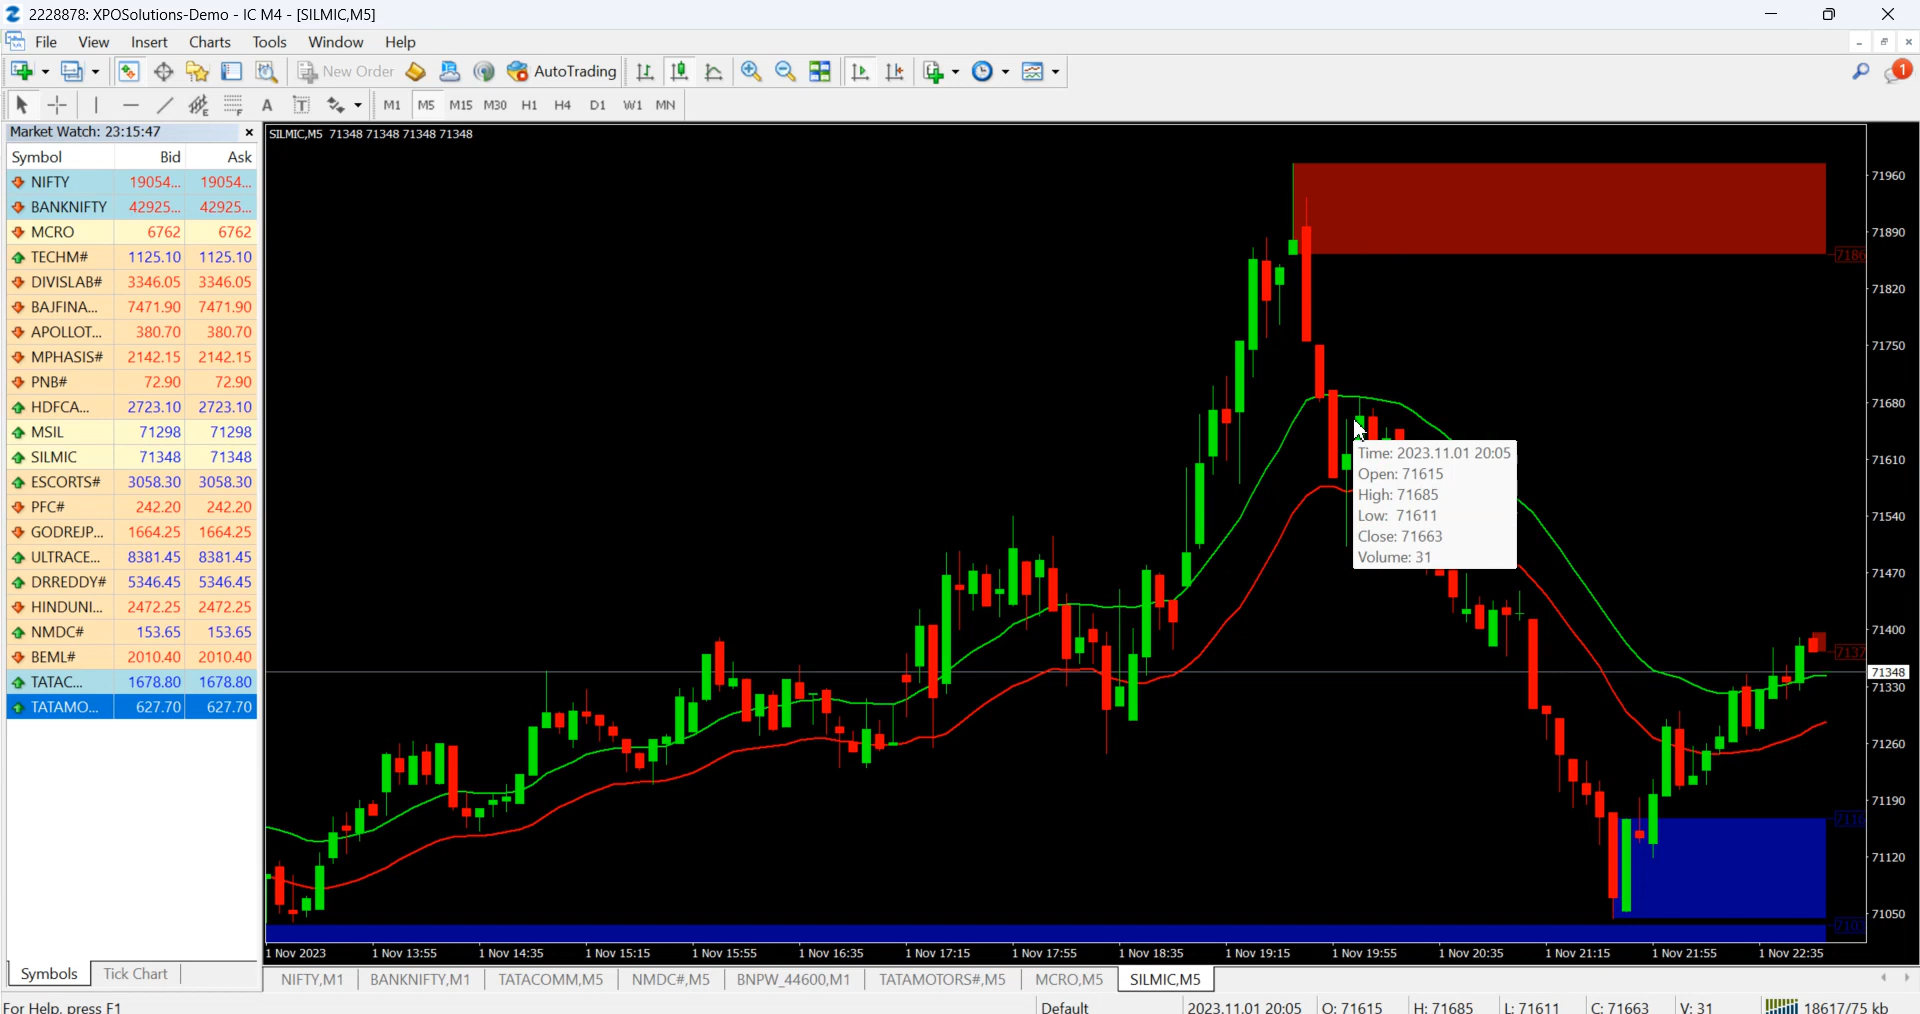 2228878: XPOSolutions-Demo - IC M4 - [SILMIC,M5]
File View Insert Charts Tools Window Help
New Order AutoTrading 1
A T E F M1 M5 M15 M30 H1 H4 D1 W1 MN
Market Watch: 23:15:47
Symbol Bid Ask
NIFTY 19054... 19054...
BANKNIFTY 42925... 42925...
MCRO 6762 6762
TECHM# 1125.10 1125.10
DIVISLAB# 3346.05 3346.05
BAJFINA... 7471.90 7471.90
APOLLOT... 380.70 380.70
MPHASIS# 2142.15 2142.15
PNB# 72.90 72.90
HDFCA... 2723.10 2723.10
MSIL 71298 71298
SILMIC 71348 71348
ESCORTS# 3058.30 3058.30
PFC# 242.20 242.20
GODREJP... 1664.25 1664.25
ULTRACE... 8381.45 8381.45
DRREDDY# 5346.45 5346.45
HINDUNI... 2472.25 2472.25
NMDC# 153.65 153.65
BEML# 2010.40 2010.40
TATAC... 1678.80 1678.80
TATAMO... 627.70 627.70
Symbols Tick Chart
SILMIC,M5 71348 71348 71348 71348
Time: 2023.11.01 20:05
Open: 71615
High: 71685
Low: 71611
Close: 71663
Volume: 31
71960
71890
7186
71820
71750
71680
71610
71540
71470
71400
7137
71348
71330
71260
71190
7116
71120
71050
7103
1 Nov 2023 1 Nov 13:55 1 Nov 14:35 1 Nov 15:15 1 Nov 15:55 1 Nov 16:35 1 Nov 17:15 1 Nov 17:55 1 Nov 18:35 1 Nov 19:15 1 Nov 19:55 1 Nov 20:35 1 Nov 21:15 1 Nov 21:55 1 Nov 22:35
NIFTY,M1 BANKNIFTY,M1 TATACOMM,M5 NMDC#,M5 BNPW_44600,M1 TATAMOTORS#,M5 MCRO,M5 SILMIC,M5
For Help, press F1 Default 2023.11.01 20:05 O: 71615 H: 71685 L: 71611 C: 71663 V: 31 18617/75 kb